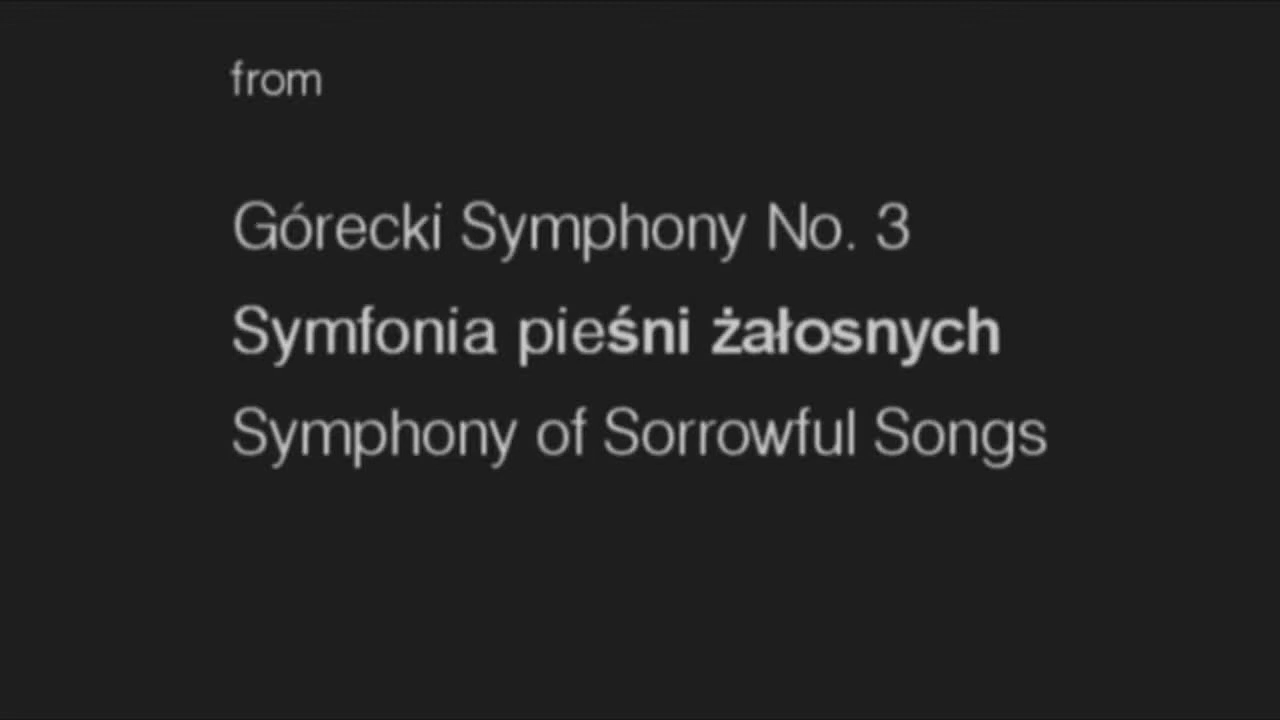 from
Górecki Symphony No. 3
Symfonia pieśni żałosnych
Symphony of Sorrowful Songs